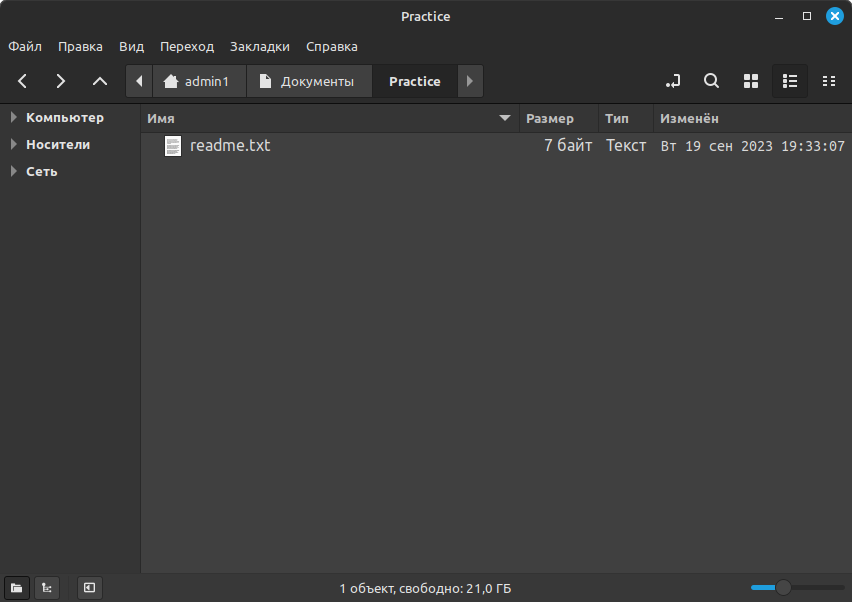 Practice
Файл Правка Вид Переход Закладки Справка
admin1 Документы Practice
Компьютер
Носители
Сеть
Имя Размер Тип Изменён
readme.txt 7 байт Текст Вт 19 сен 2023 19:33:07
1 объект, свободно: 21,0 ГБ